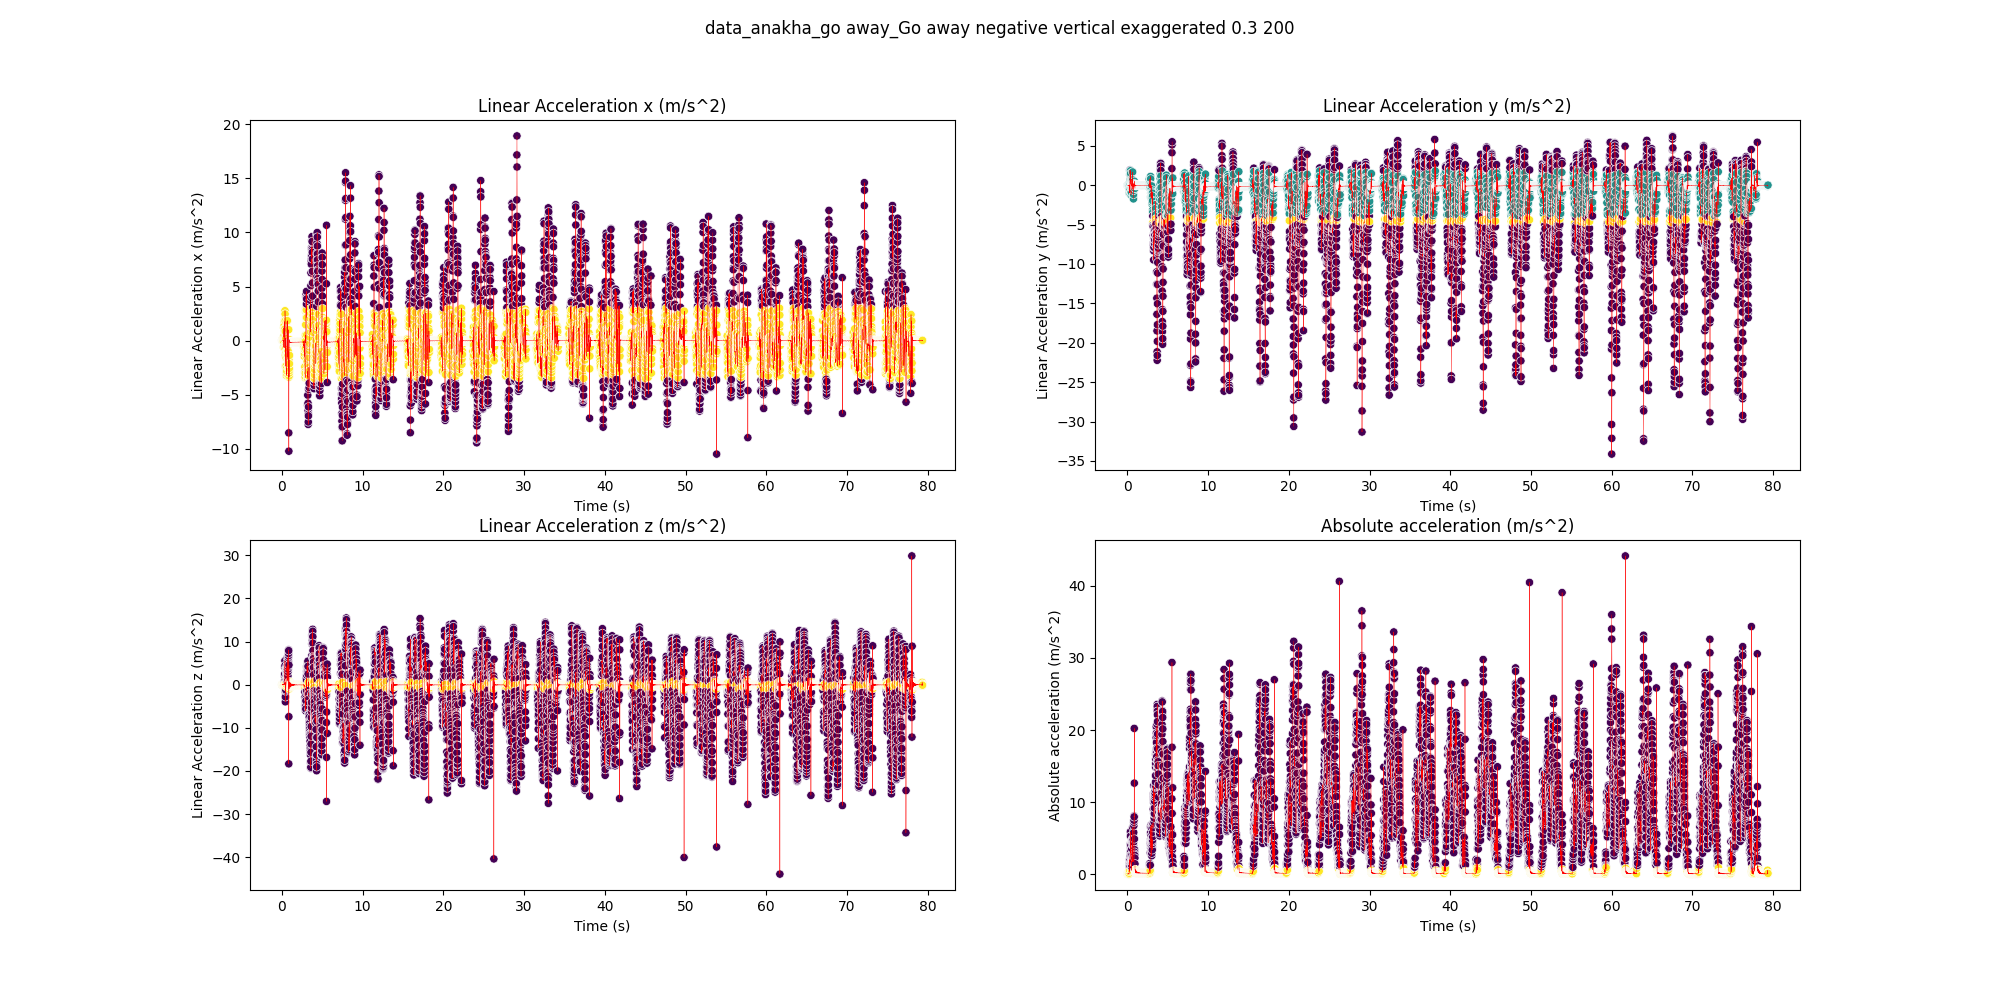 data_anakha_go away_Go away negative vertical exaggerated 0.3 200
Linear Acceleration x (m/s^2)
Linear Acceleration x (m/s^2)
20
15
10
5
0
−5
−10
0 10 20 30 40 50 60 70 80
Time (s)
Linear Acceleration y (m/s^2)
Linear Acceleration y (m/s^2)
5
0
−5
−10
−15
−20
−25
−30
−35
0 10 20 30 40 50 60 70 80
Time (s)
Linear Acceleration z (m/s^2)
Linear Acceleration z (m/s^2)
30
20
10
0
−10
−20
−30
−40
0 10 20 30 40 50 60 70 80
Time (s)
Absolute acceleration (m/s^2)
Absolute acceleration (m/s^2)
40
30
20
10
0
0 10 20 30 40 50 60 70 80
Time (s)